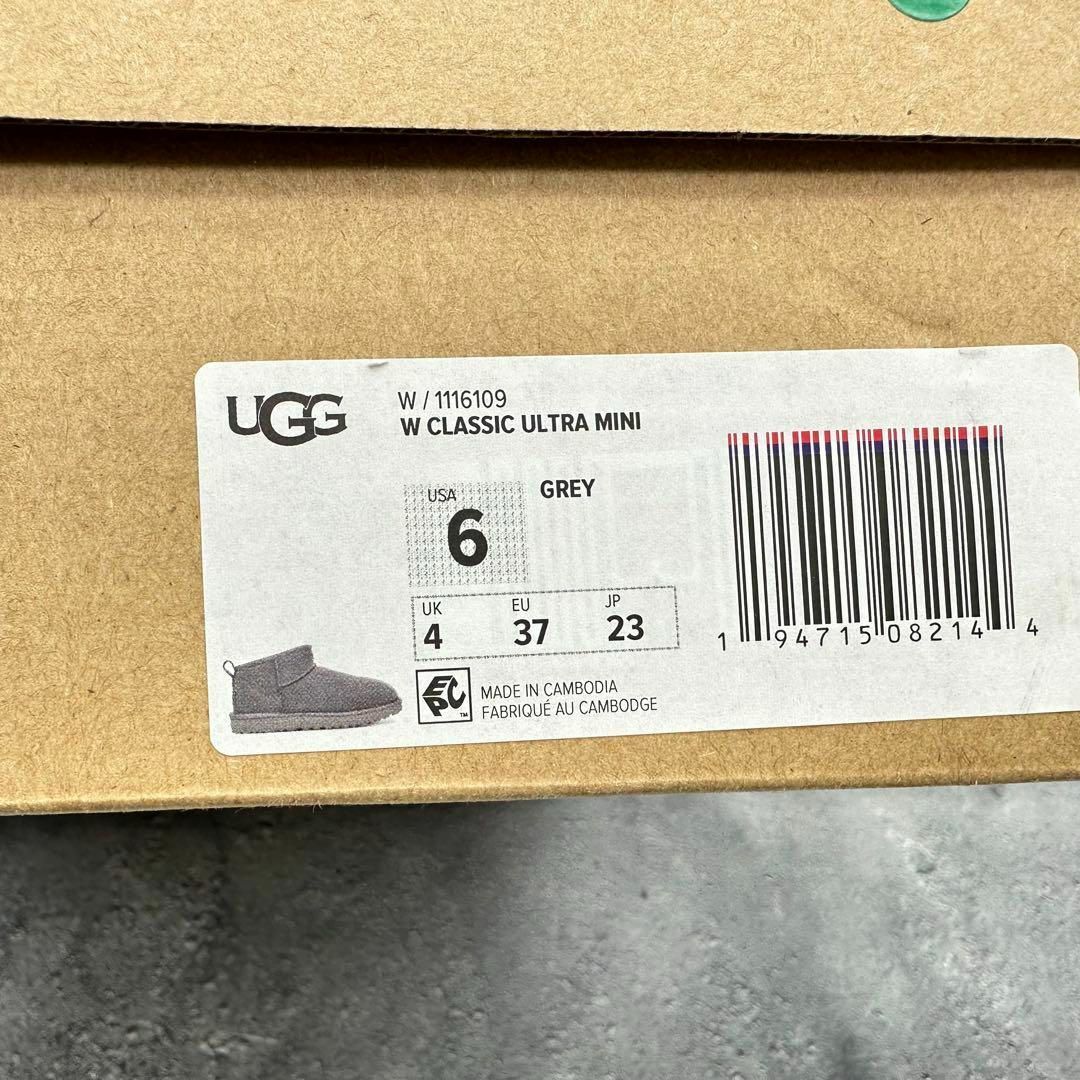 UGG
W / 1116109
W CLASSIC ULTRA MINI
USA
6
GREY
UK EU JP
4 37 23
EPC
TM
MADE IN CAMBODIA
FABRIQUÉ AU CAMBODGE
1 94715 08214 4